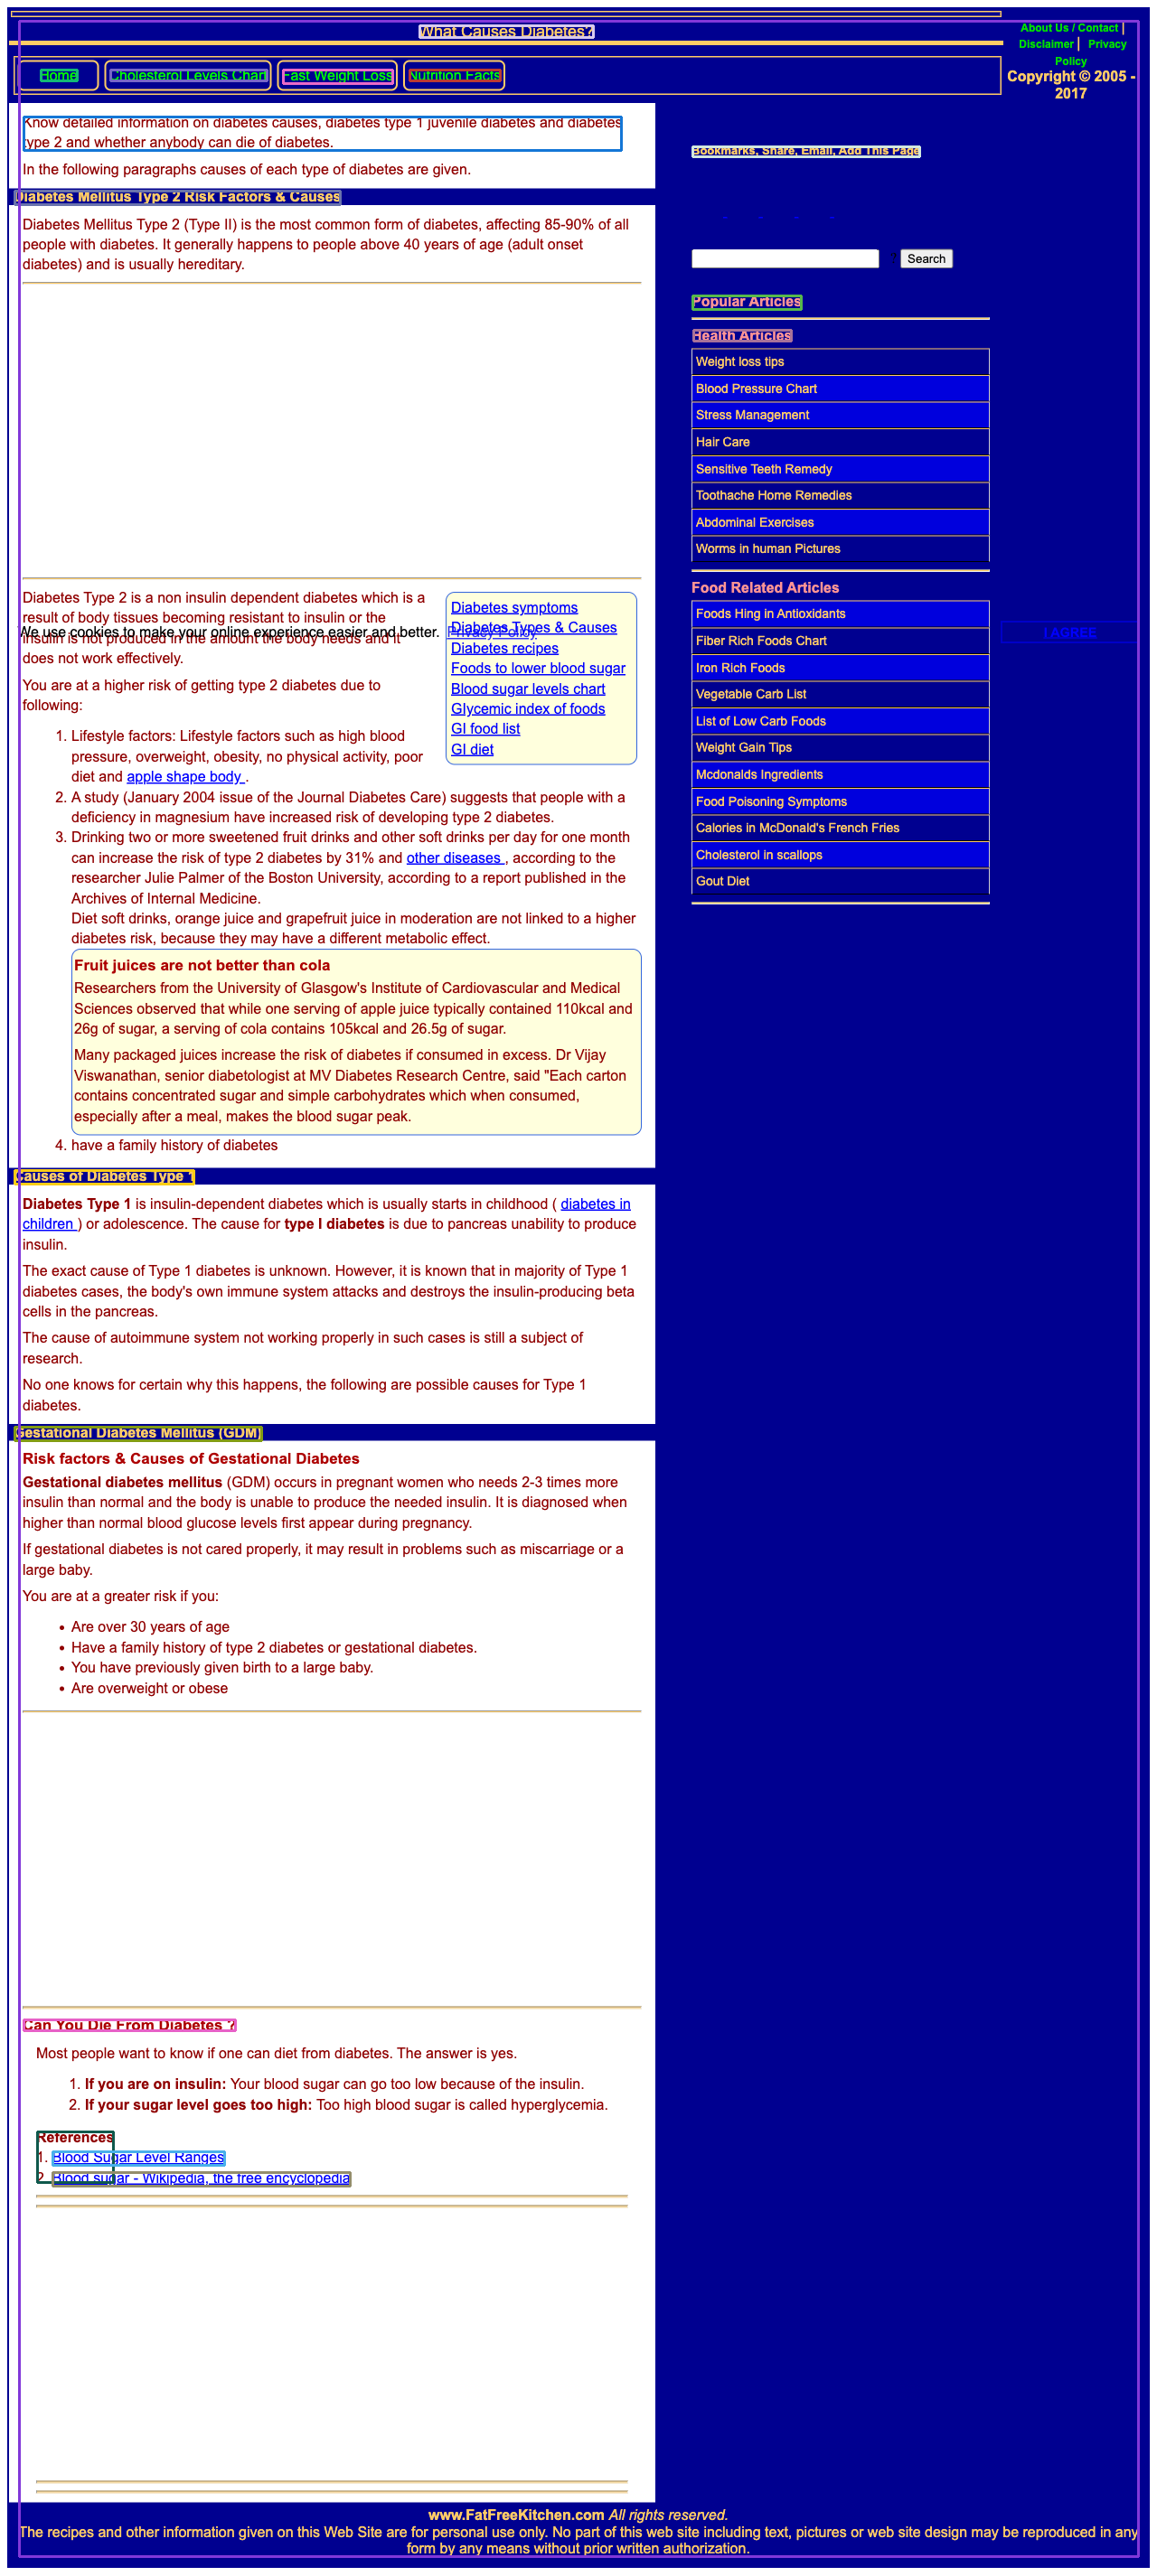 What Causes Diabetes?
About Us / Contact |
Disclaimer | Privacy
Policy
Copyright © 2005 -
2017
Home
Cholesterol Levels Chart
Fast Weight Loss
Nutrition Facts
Know detailed information on diabetes causes, diabetes type 1 juvenile diabetes and diabetes
type 2 and whether anybody can die of diabetes.
In the following paragraphs causes of each type of diabetes are given.
Diabetes Mellitus Type 2 Risk Factors & Causes
Diabetes Mellitus Type 2 (Type II) is the most common form of diabetes, affecting 85-90% of all
people with diabetes. It generally happens to people above 40 years of age (adult onset
diabetes) and is usually hereditary.
Diabetes Type 2 is a non insulin dependent diabetes which is a
result of body tissues becoming resistant to insulin or the
insulin is not produced in the amount the body needs and it
does not work effectively.
We use cookies to make your online experience easier and better. Privacy Policy
I AGREE
You are at a higher risk of getting type 2 diabetes due to
following:
Diabetes symptoms
Diabetes Types & Causes
Diabetes recipes
Foods to lower blood sugar
Blood sugar levels chart
Glycemic index of foods
GI food list
GI diet
1. Lifestyle factors: Lifestyle factors such as high blood
pressure, overweight, obesity, no physical activity, poor
diet and apple shape body .
2. A study (January 2004 issue of the Journal Diabetes Care) suggests that people with a
deficiency in magnesium have increased risk of developing type 2 diabetes.
3. Drinking two or more sweetened fruit drinks and other soft drinks per day for one month
can increase the risk of type 2 diabetes by 31% and other diseases , according to the
researcher Julie Palmer of the Boston University, according to a report published in the
Archives of Internal Medicine.
Diet soft drinks, orange juice and grapefruit juice in moderation are not linked to a higher
diabetes risk, because they may have a different metabolic effect.
Fruit juices are not better than cola
Researchers from the University of Glasgow's Institute of Cardiovascular and Medical
Sciences observed that while one serving of apple juice typically contained 110kcal and
26g of sugar, a serving of cola contains 105kcal and 26.5g of sugar.
Many packaged juices increase the risk of diabetes if consumed in excess. Dr Vijay
Viswanathan, senior diabetologist at MV Diabetes Research Centre, said "Each carton
contains concentrated sugar and simple carbohydrates which when consumed,
especially after a meal, makes the blood sugar peak.
4. have a family history of diabetes
Causes of Diabetes Type 1
Diabetes Type 1 is insulin-dependent diabetes which is usually starts in childhood ( diabetes in
children ) or adolescence. The cause for type I diabetes is due to pancreas unability to produce
insulin.
The exact cause of Type 1 diabetes is unknown. However, it is known that in majority of Type 1
diabetes cases, the body's own immune system attacks and destroys the insulin-producing beta
cells in the pancreas.
The cause of autoimmune system not working properly in such cases is still a subject of
research.
No one knows for certain why this happens, the following are possible causes for Type 1
diabetes.
Gestational Diabetes Mellitus (GDM)
Risk factors & Causes of Gestational Diabetes
Gestational diabetes mellitus (GDM) occurs in pregnant women who needs 2-3 times more
insulin than normal and the body is unable to produce the needed insulin. It is diagnosed when
higher than normal blood glucose levels first appear during pregnancy.
If gestational diabetes is not cared properly, it may result in problems such as miscarriage or a
large baby.
You are at a greater risk if you:
• Are over 30 years of age
• Have a family history of type 2 diabetes or gestational diabetes.
• You have previously given birth to a large baby.
• Are overweight or obese
Can You Die From Diabetes ?
Most people want to know if one can diet from diabetes. The answer is yes.
1. If you are on insulin: Your blood sugar can go too low because of the insulin.
2. If your sugar level goes too high: Too high blood sugar is called hyperglycemia.
References
1. Blood Sugar Level Ranges
2. Blood sugar - Wikipedia, the free encyclopedia
Bookmarks, Share, Email, Add This Page
Search
Popular Articles
Health Articles
Weight loss tips
Blood Pressure Chart
Stress Management
Hair Care
Sensitive Teeth Remedy
Toothache Home Remedies
Abdominal Exercises
Worms in human Pictures
Food Related Articles
Foods Hing in Antioxidants
Fiber Rich Foods Chart
Iron Rich Foods
Vegetable Carb List
List of Low Carb Foods
Weight Gain Tips
Mcdonalds Ingredients
Food Poisoning Symptoms
Calories in McDonald's French Fries
Cholesterol in scallops
Gout Diet
www.FatFreeKitchen.com All rights reserved.
The recipes and other information given on this Web Site are for personal use only. No part of this web site including text, pictures or web site design may be reproduced in any
form by any means without prior written authorization.